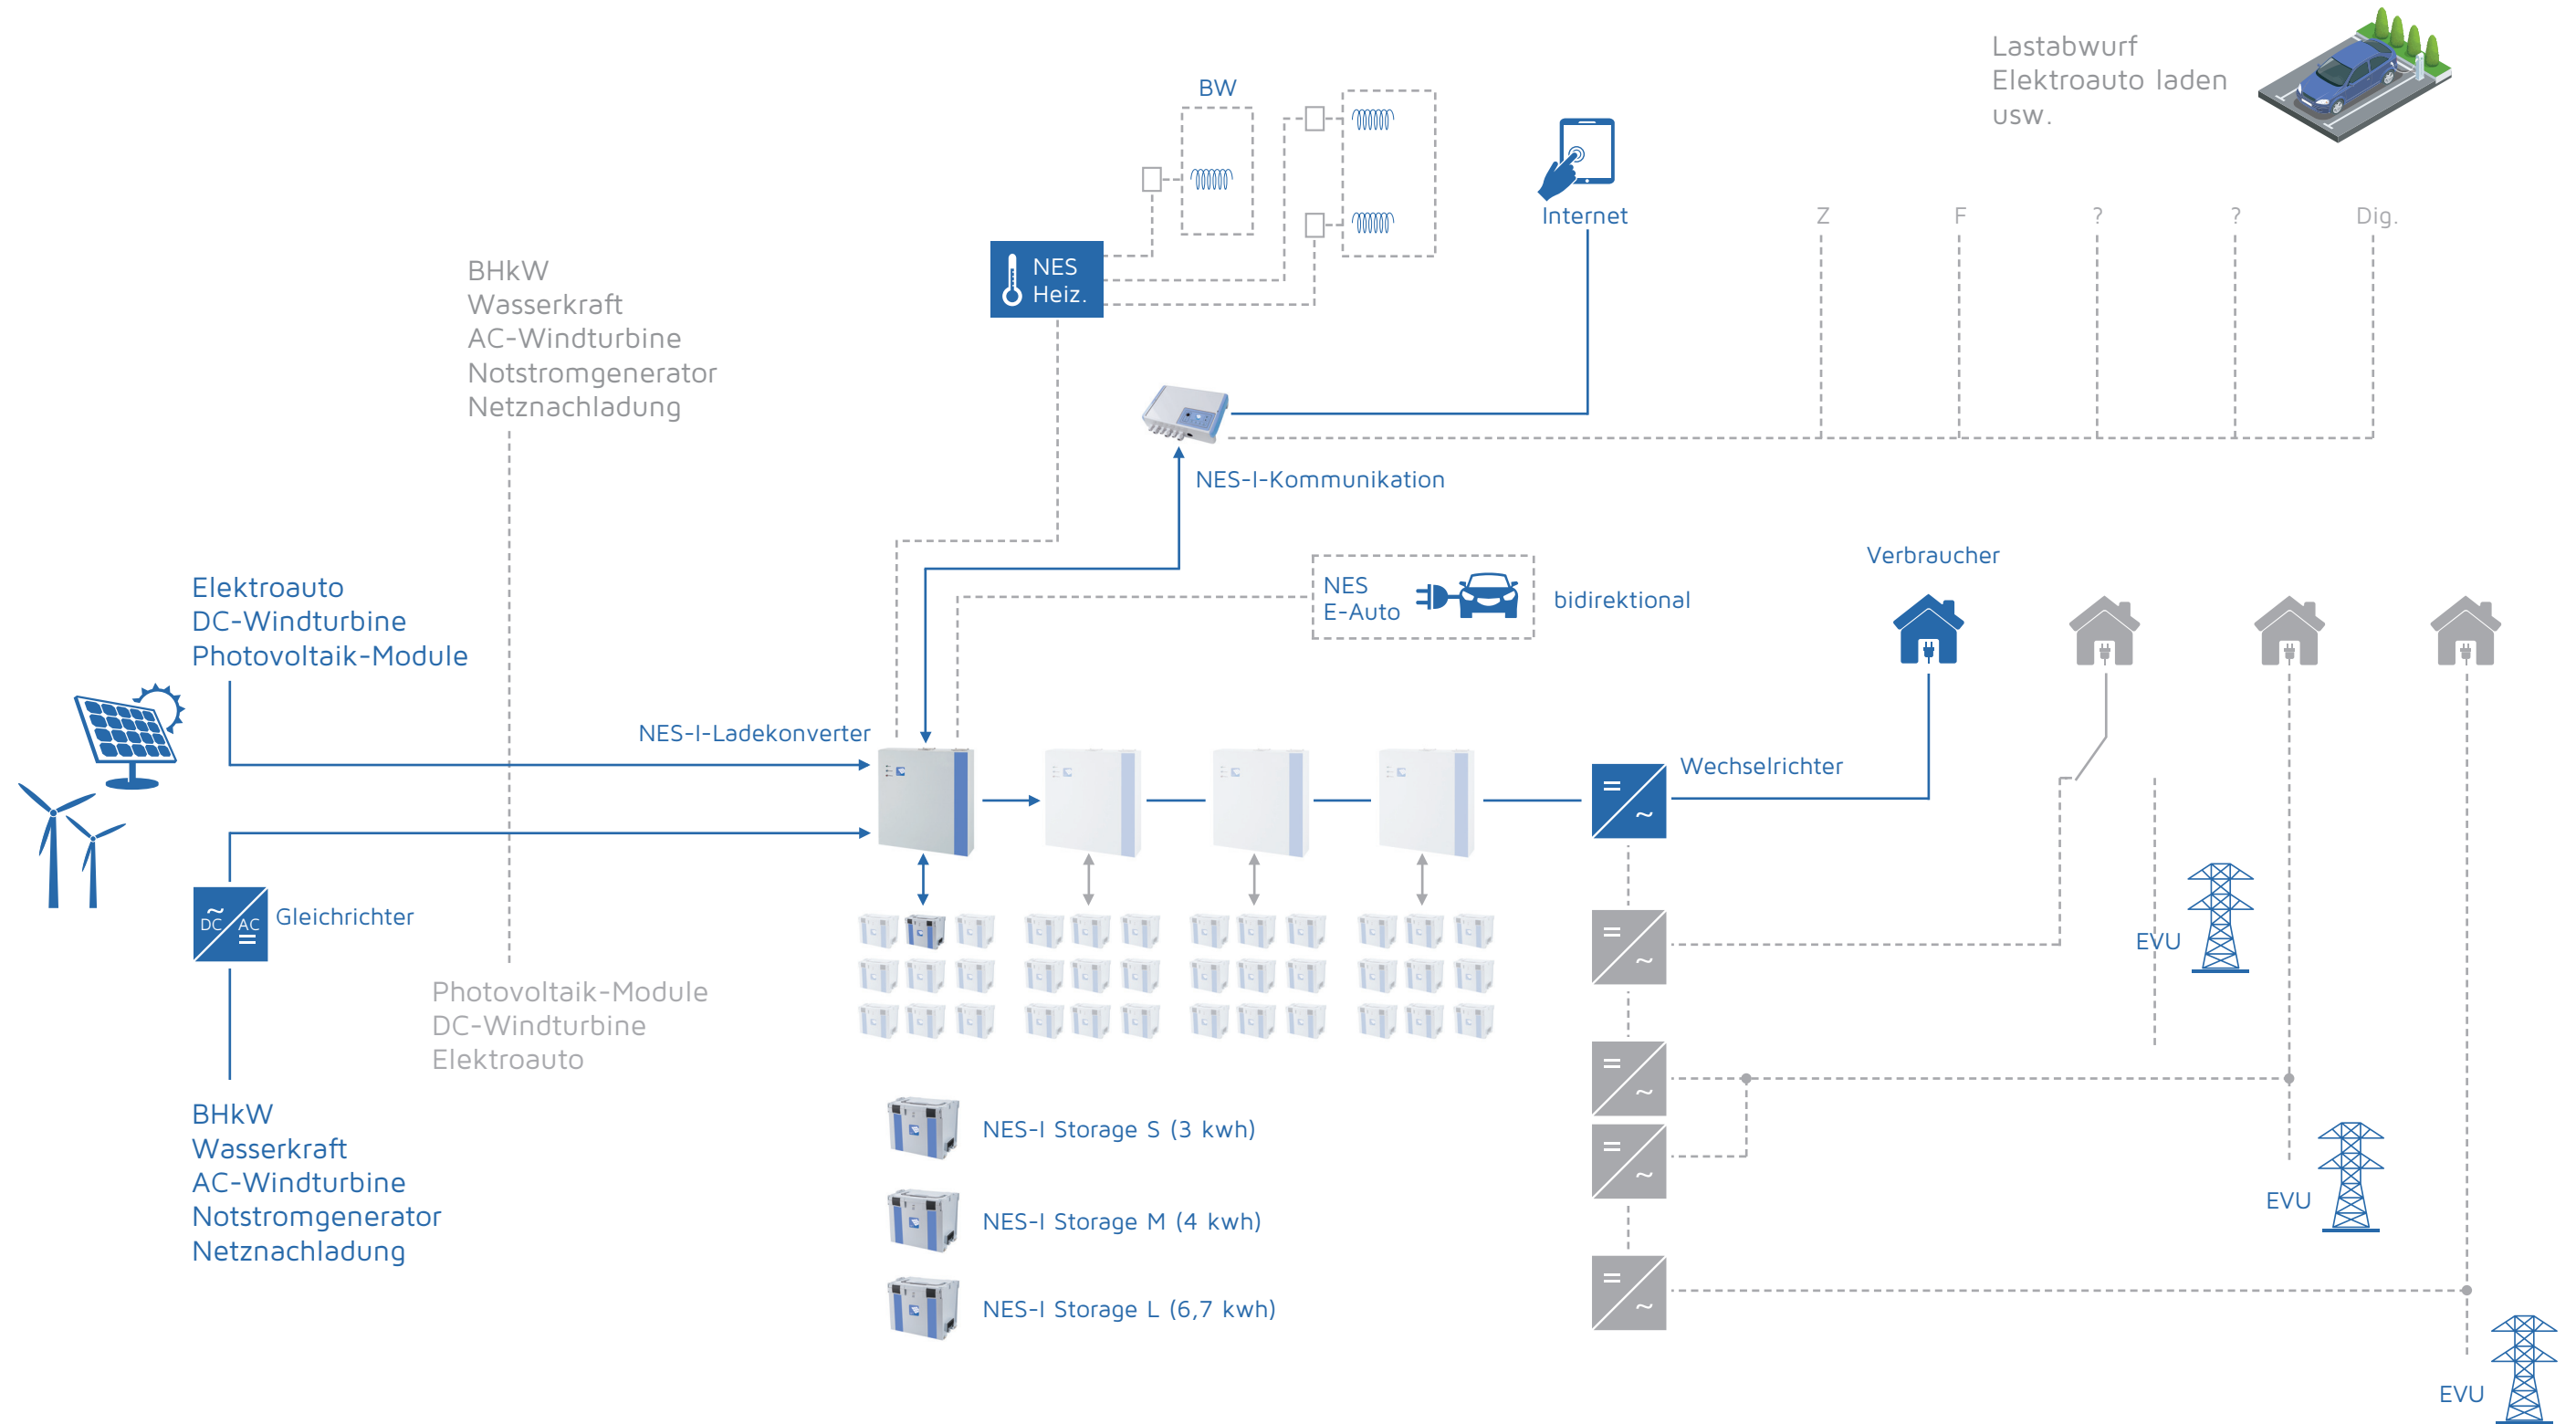 Lastabwurf
Elektroauto laden
usw.
BW
Internet
Z
F
?
?
Dig.
NES
Heiz.
BHkW
Wasserkraft
AC-Windturbine
Notstromgenerator
Netznachladung
NES-I-Kommunikation
Verbraucher
Elektroauto
DC-Windturbine
Photovoltaik-Module
NES
E-Auto
bidirektional
NES-I-Ladekonverter
Wechselrichter
= ~
DC ~
AC =
Gleichrichter
= ~
EVU
Photovoltaik-Module
DC-Windturbine
Elektroauto
= ~
= ~
BHkW
Wasserkraft
AC-Windturbine
Notstromgenerator
Netznachladung
NES-I Storage S (3 kwh)
NES-I Storage M (4 kwh)
NES-I Storage L (6,7 kwh)
EVU
= ~
EVU